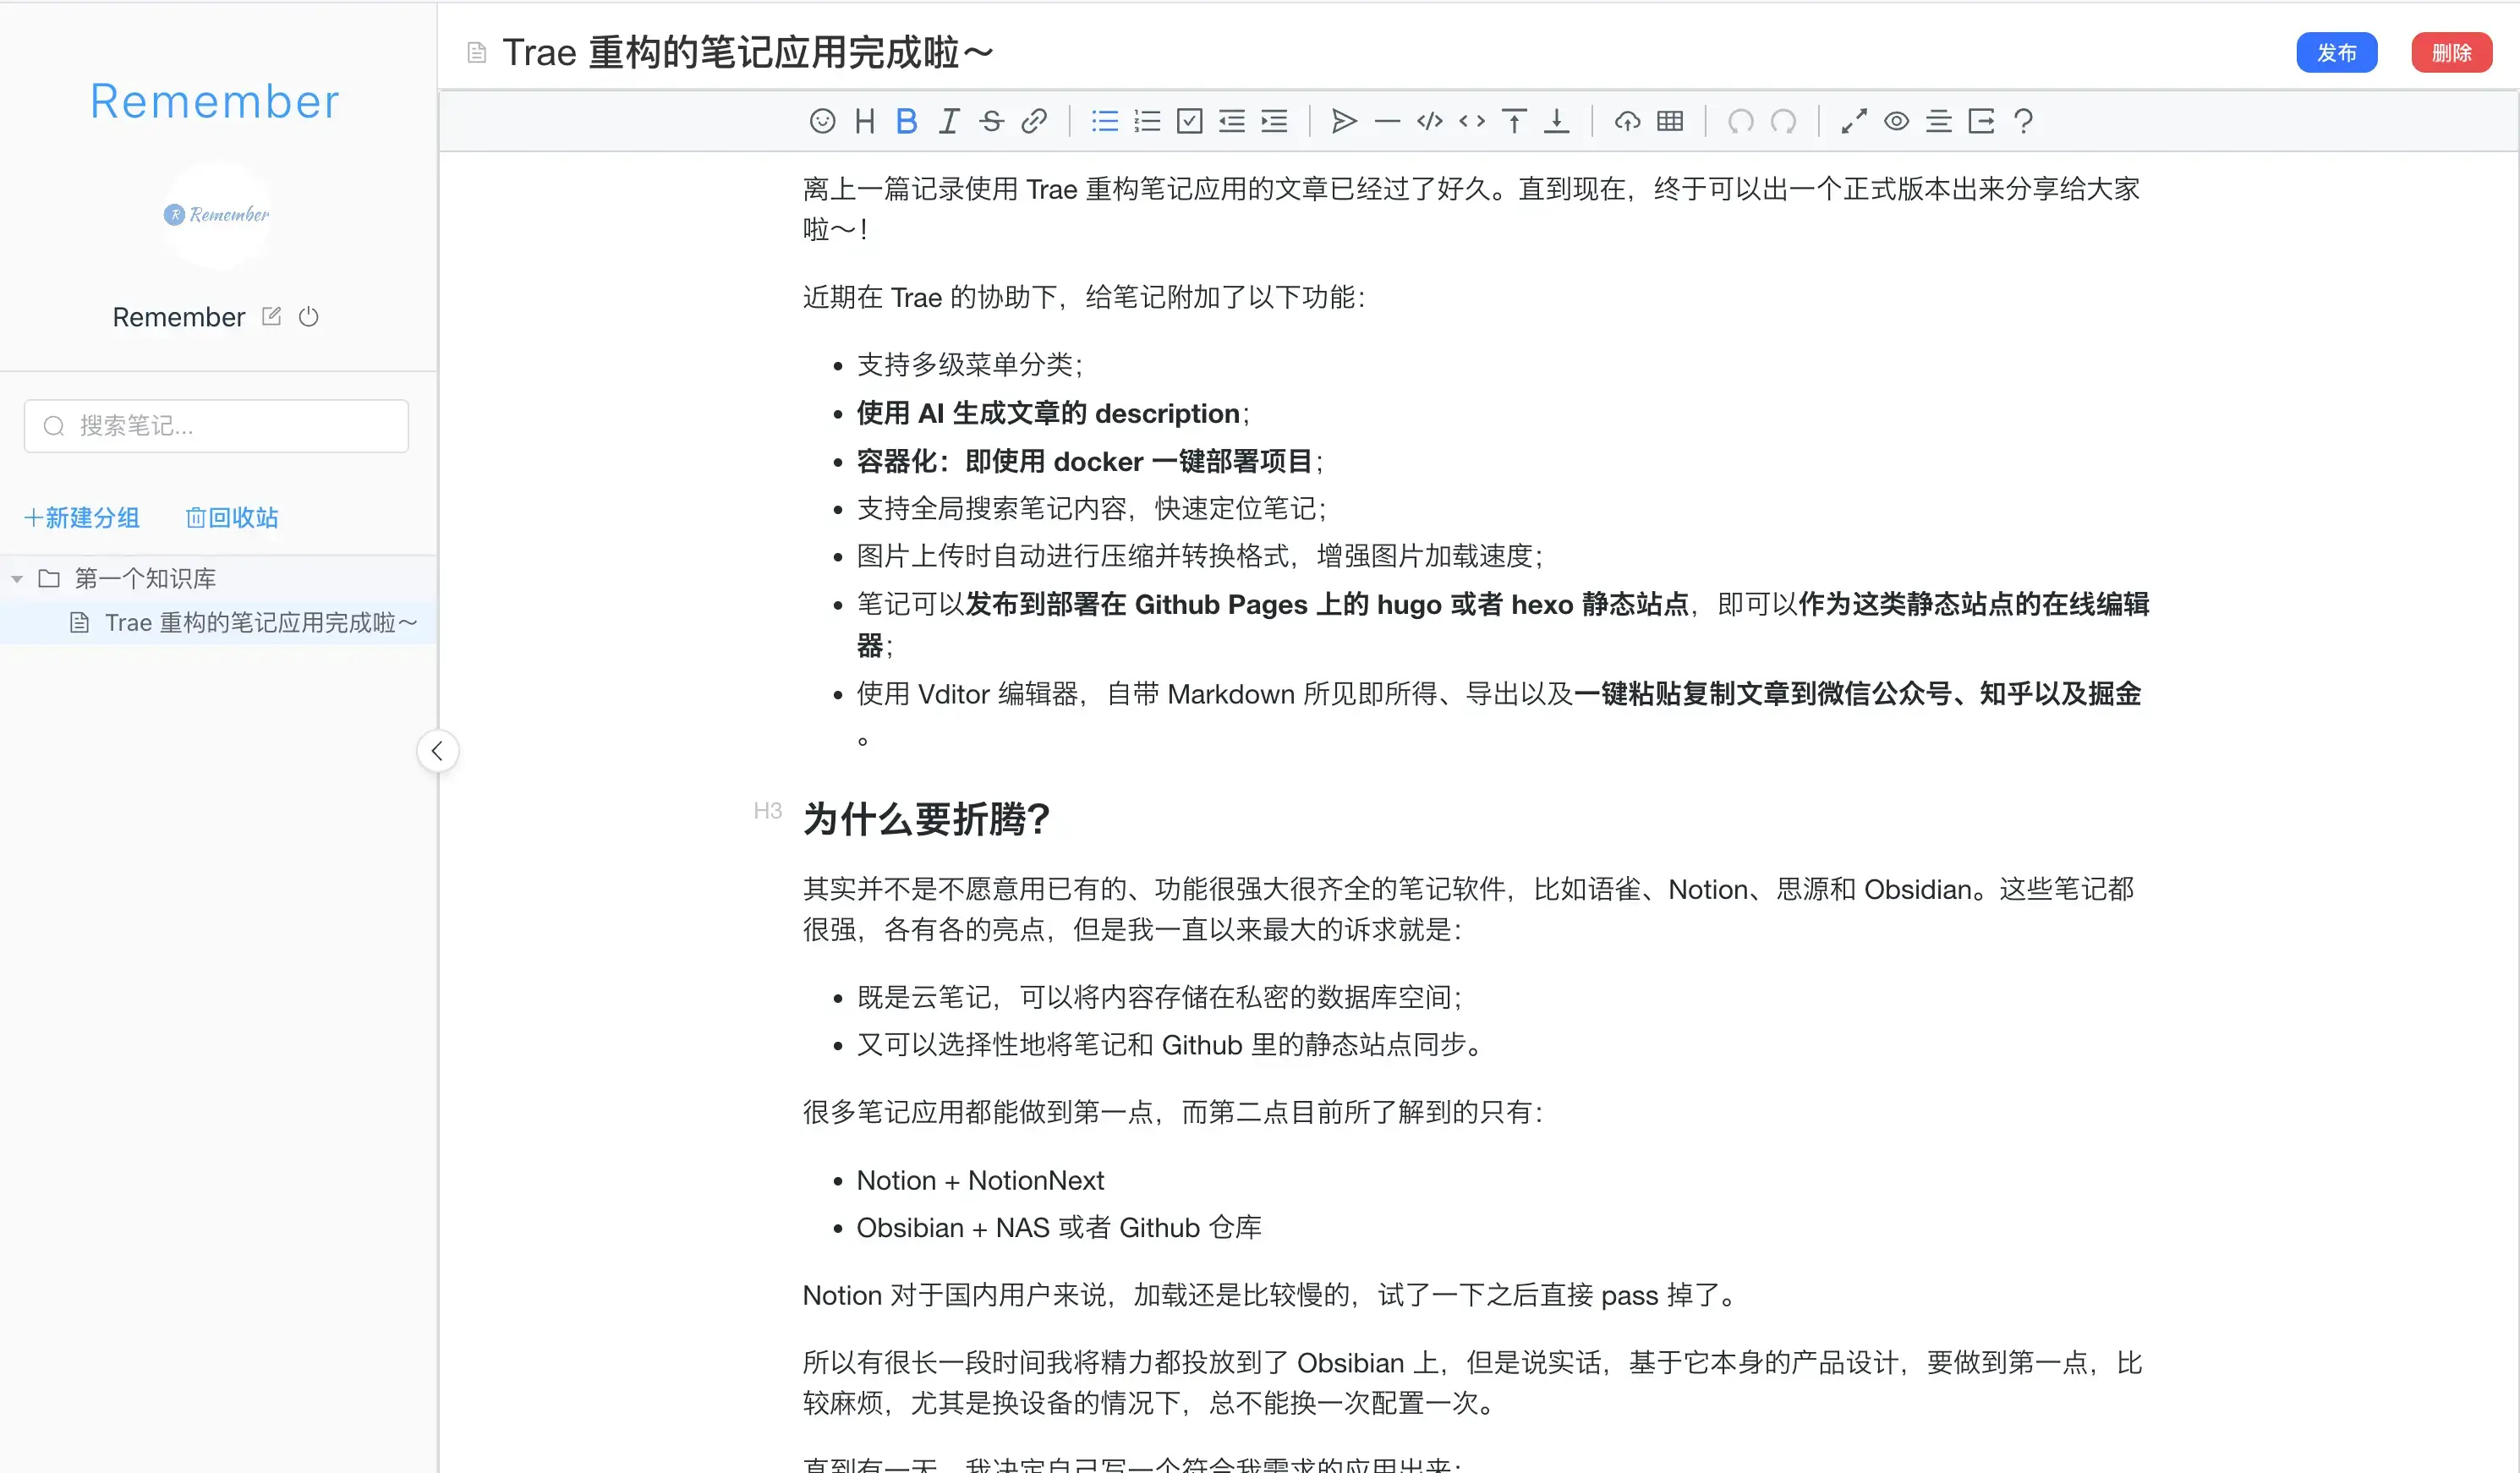 Remember
R Remember
Remember
搜索笔记...
新建分组 回收站
第一个知识库
Trae 重构的笔记应用完成啦～
Trae 重构的笔记应用完成啦～
发布 删除
离上一篇记录使用 Trae 重构笔记应用的文章已经过了好久。直到现在，终于可以出一个正式版本出来分享给大家
啦～！
近期在 Trae 的协助下，给笔记附加了以下功能：
• 支持多级菜单分类；
• 使用 AI 生成文章的 description；
• 容器化：即使用 docker 一键部署项目；
• 支持全局搜索笔记内容，快速定位笔记；
• 图片上传时自动进行压缩并转换格式，增强图片加载速度；
• 笔记可以发布到部署在 Github Pages 上的 hugo 或者 hexo 静态站点，即可以作为这类静态站点的在线编辑
器；
• 使用 Vditor 编辑器，自带 Markdown 所见即所得、导出以及一键粘贴复制文章到微信公众号、知乎以及掘金
。
H3 为什么要折腾？
其实并不是不愿意用已有的、功能很强大很齐全的笔记软件，比如语雀、Notion、思源和 Obsidian。这些笔记都
很强，各有各的亮点，但是我一直以来最大的诉求就是：
• 既是云笔记，可以将内容存储在私密的数据库空间；
• 又可以选择性地将笔记和 Github 里的静态站点同步。
很多笔记应用都能做到第一点，而第二点目前所了解到的只有：
• Notion + NotionNext
• Obsibian + NAS 或者 Github 仓库
Notion 对于国内用户来说，加载还是比较慢的，试了一下之后直接 pass 掉了。
所以有很长一段时间我将精力都投放到了 Obsibian 上，但是说实话，基于它本身的产品设计，要做到第一点，比
较麻烦，尤其是换设备的情况下，总不能换一次配置一次。
直到有一天，我决定自己写一个符合我需求的应用出来：